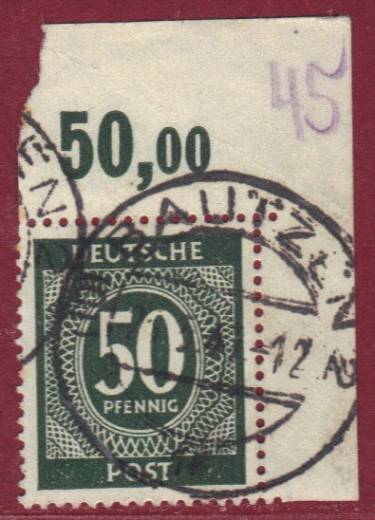 45
50,00
BAUTZEN
DEUTSCHE
50
PFENNIG
POST